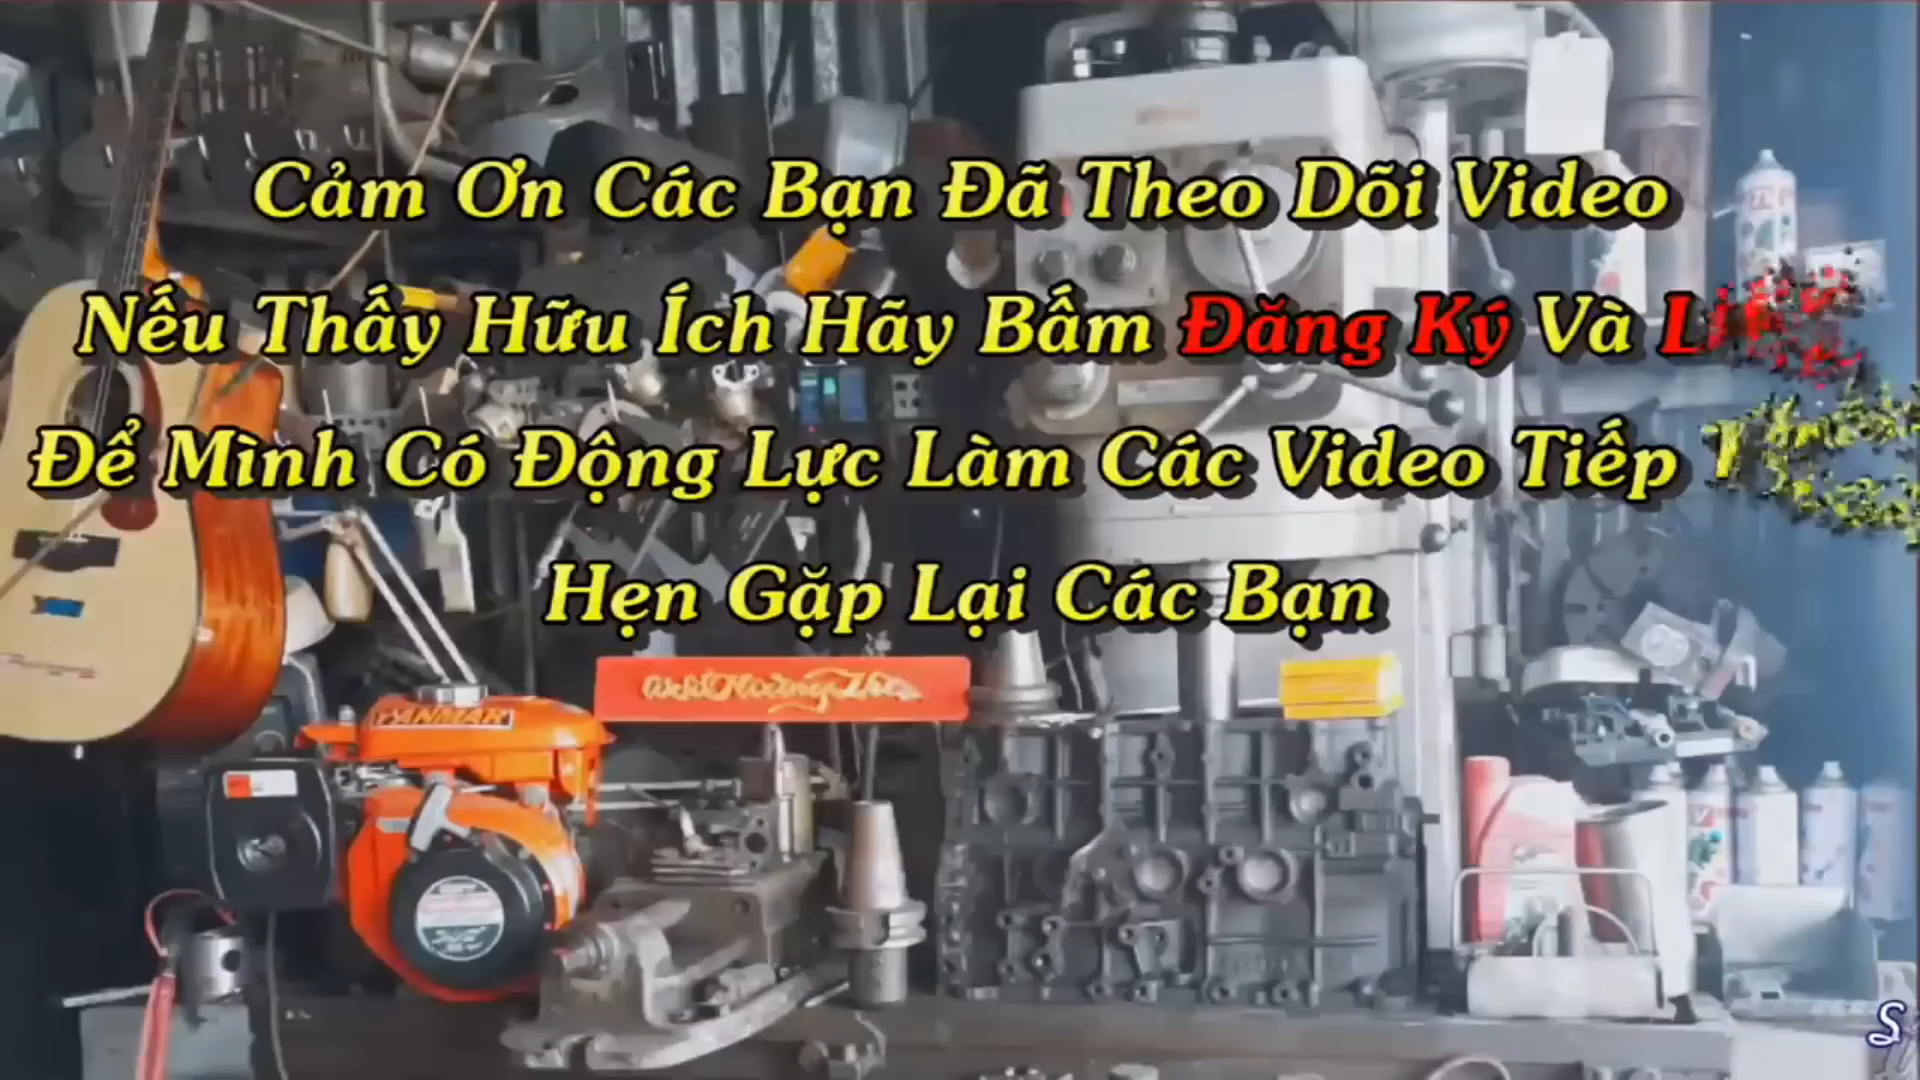 Cảm Ơn Các Bạn Đã Theo Dõi Video
Nếu Thấy Hữu Ích Hãy Bấm Đăng Ký Và
Để Mình Có Động Lực Làm Các Video Tiếp
Hẹn Gặp Lại Các Bạn
YANMAR